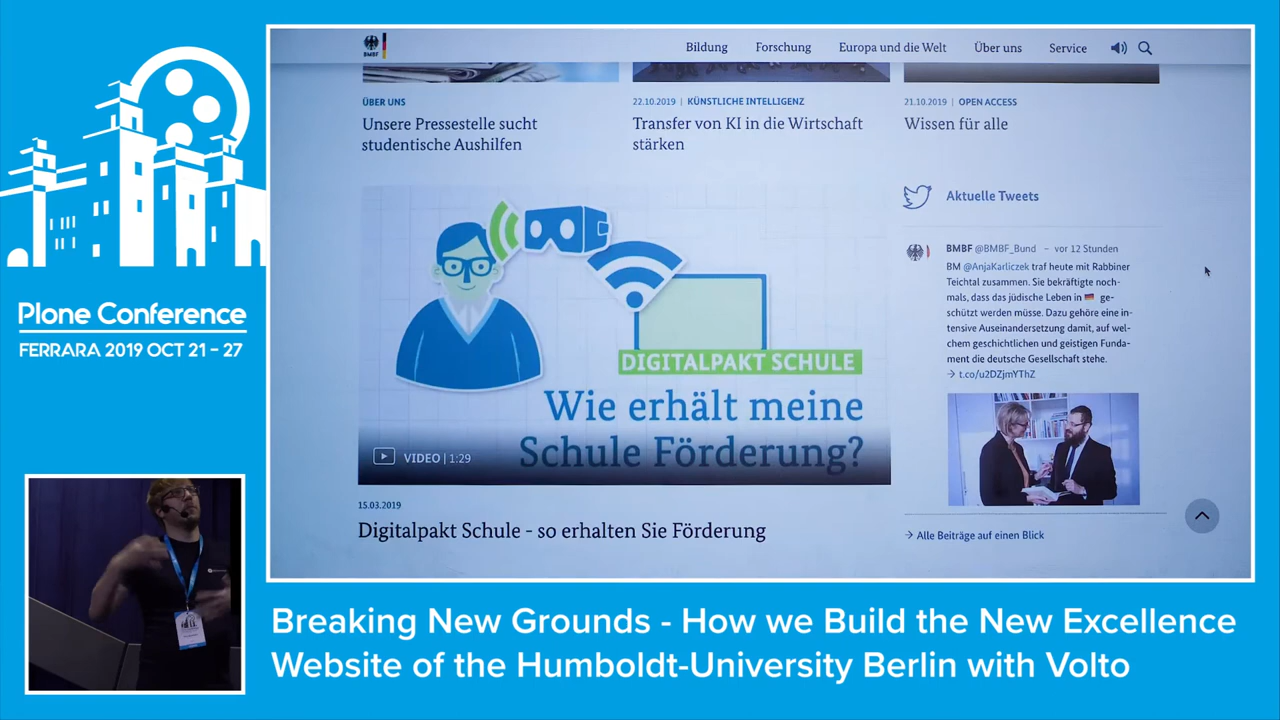 Plone Conference
FERRARA 2019 OCT 21 – 27
BMBF
Bildung
Forschung
Europa und die Welt
Über uns
Service
ÜBER UNS
Unsere Pressestelle sucht
studentische Aushilfen
22.10.2019 | KÜNSTLICHE INTELLIGENZ
Transfer von KI in die Wirtschaft
stärken
21.10.2019 | OPEN ACCESS
Wissen für alle
DIGITALPAKT SCHULE
Wie erhält meine
Schule Förderung?
VIDEO | 1:29
15.03.2019
Digitalpakt Schule - so erhalten Sie Förderung
Aktuelle Tweets
BMBF @BMBF_Bund – vor 12 Stunden
BM @AnjaKarliczek traf heute mit Rabbiner
Teichtal zusammen. Sie bekräftigte noch-
mals, dass das jüdische Leben in 🇩🇪 ge-
schützt werden müsse. Dazu gehöre eine in-
tensive Auseinandersetzung damit, auf wel-
chem geschichtlichen und geistigen Funda-
ment die deutsche Gesellschaft stehe.
→ t.co/u2DZjmYThZ
→ Alle Beiträge auf einen Blick
Breaking New Grounds - How we Build the New Excellence
Website of the Humboldt-University Berlin with Volto